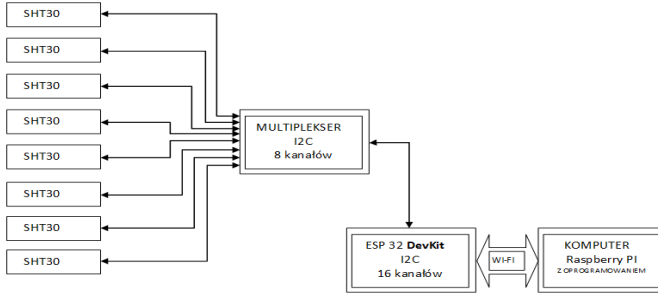 SHT30
SHT30
SHT30
SHT30
SHT30
SHT30
SHT30
SHT30
MULTIPLEKSER
I2C
8 kanałów
ESP 32 DevKit
I2C
16 kanałów
WI-FI
KOMPUTER
Raspberry PI
Z OPROGRAMOWANIEM